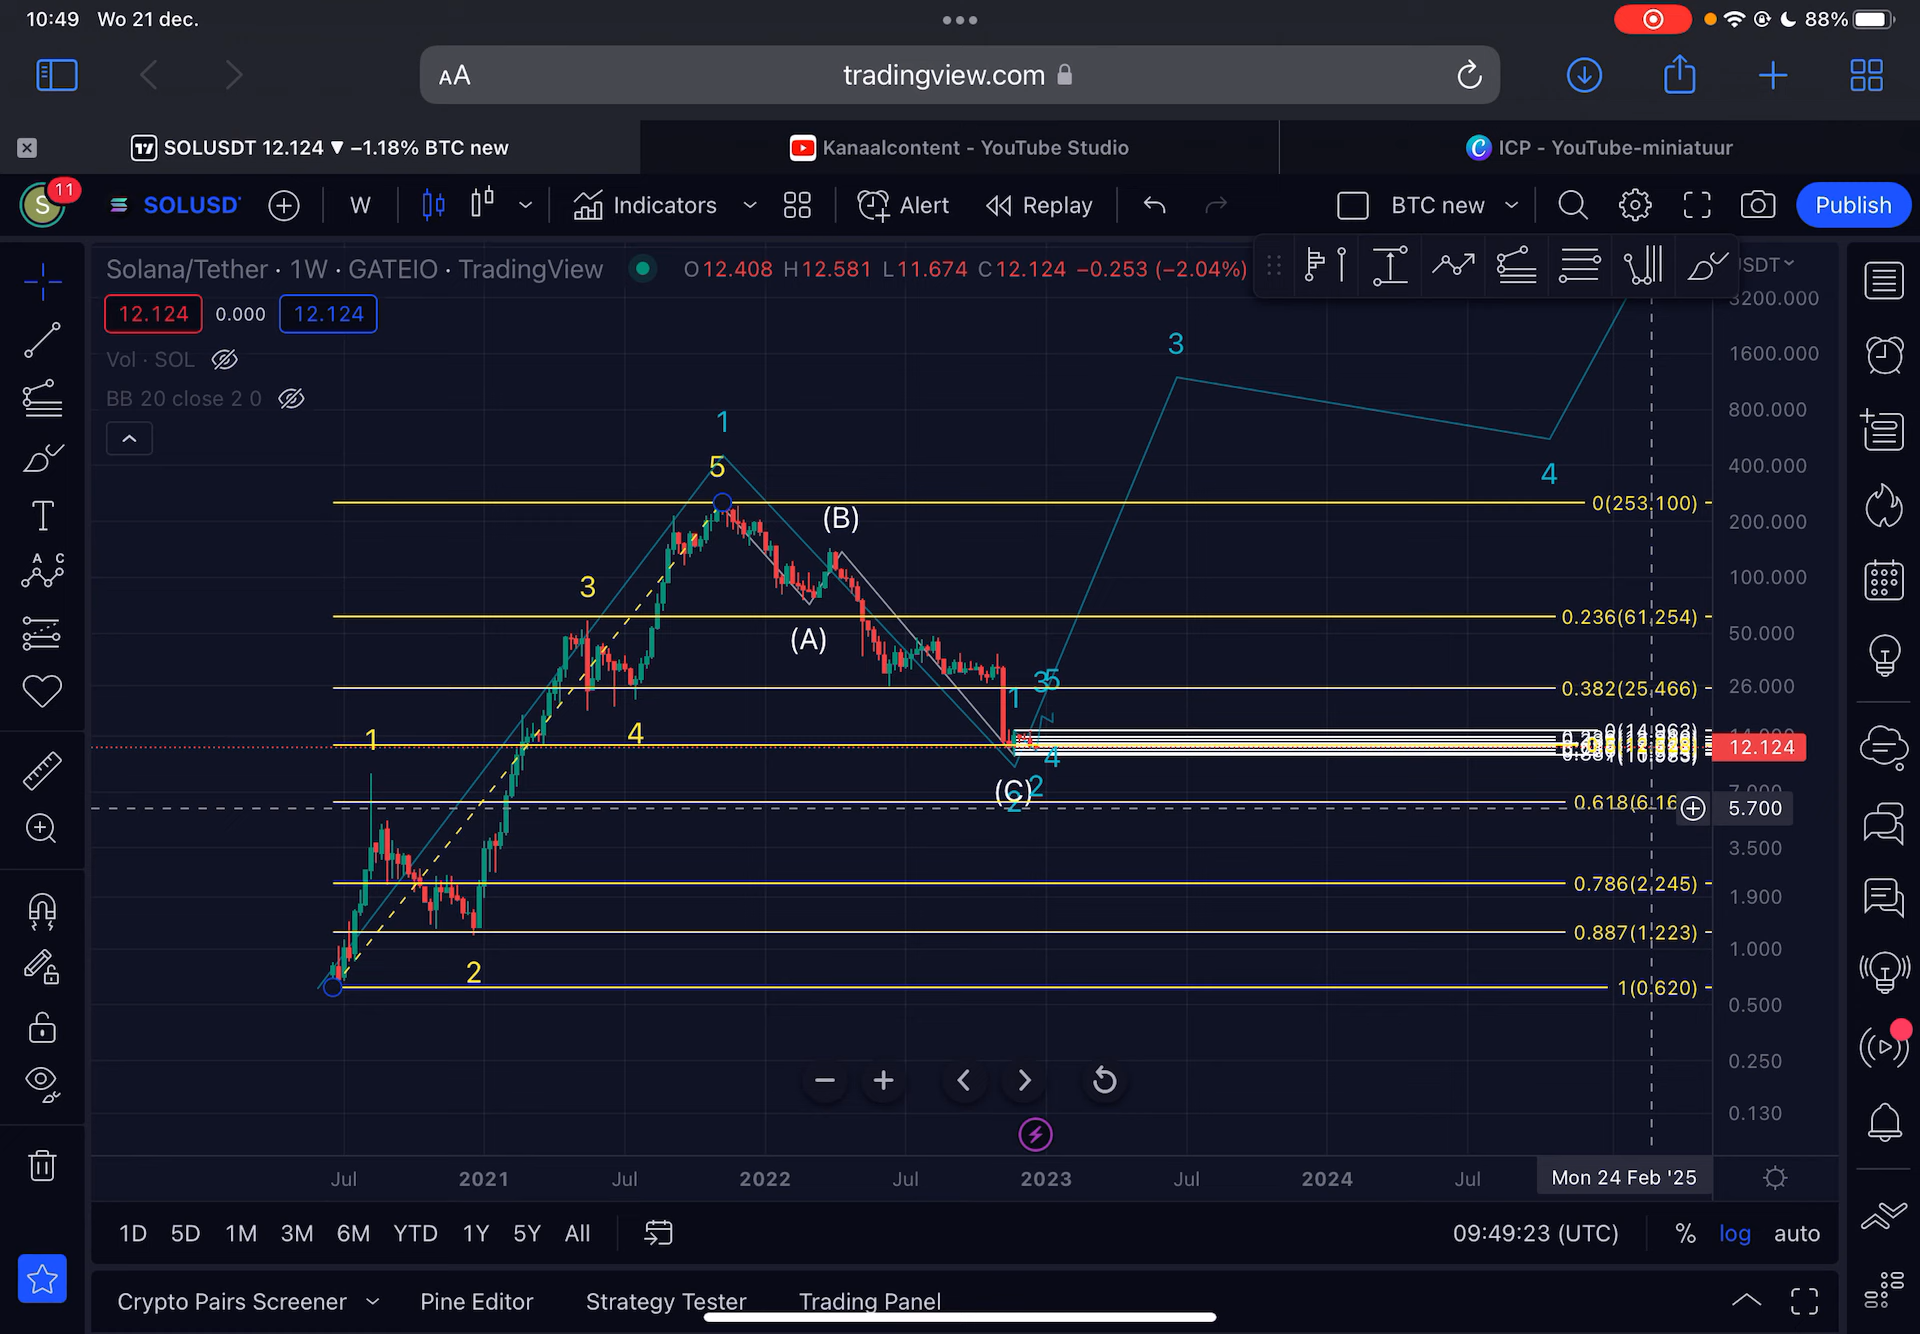 10:49 Wo 21 dec.
88%
AA
tradingview.com
SOLUSDT 12.124 ▼ −1.18% BTC new
Kanaalcontent - YouTube Studio
ICP - YouTube-miniatuur
S
11
SOLUSD
W
Indicators
Alert
Replay
BTC new
Publish
Solana/Tether · 1W · GATEIO · TradingView
O12.408 H12.581 L11.674 C12.124 −0.253 (−2.04%)
12.124
0.000
12.124
Vol · SOL
BB 20 close 2 0
3200.000
1600.000
800.000
400.000
200.000
100.000
50.000
26.000
12.124
5.700
3.500
1.900
1.000
0.500
0.250
0.130
3
1
5
4
(B)
3
(A)
1
4
1
2
4
2
(C)
2
0(253.100)
0.236(61.254)
0.382(25.466)
0.786(2.245)
0.887(1.223)
1(0.620)
Jul
2021
Jul
2022
Jul
2023
Jul
2024
Jul
Mon 24 Feb '25
1D 5D 1M 3M 6M YTD 1Y 5Y All
09:49:23 (UTC)
% log auto
Crypto Pairs Screener
Pine Editor
Strategy Tester
Trading Panel